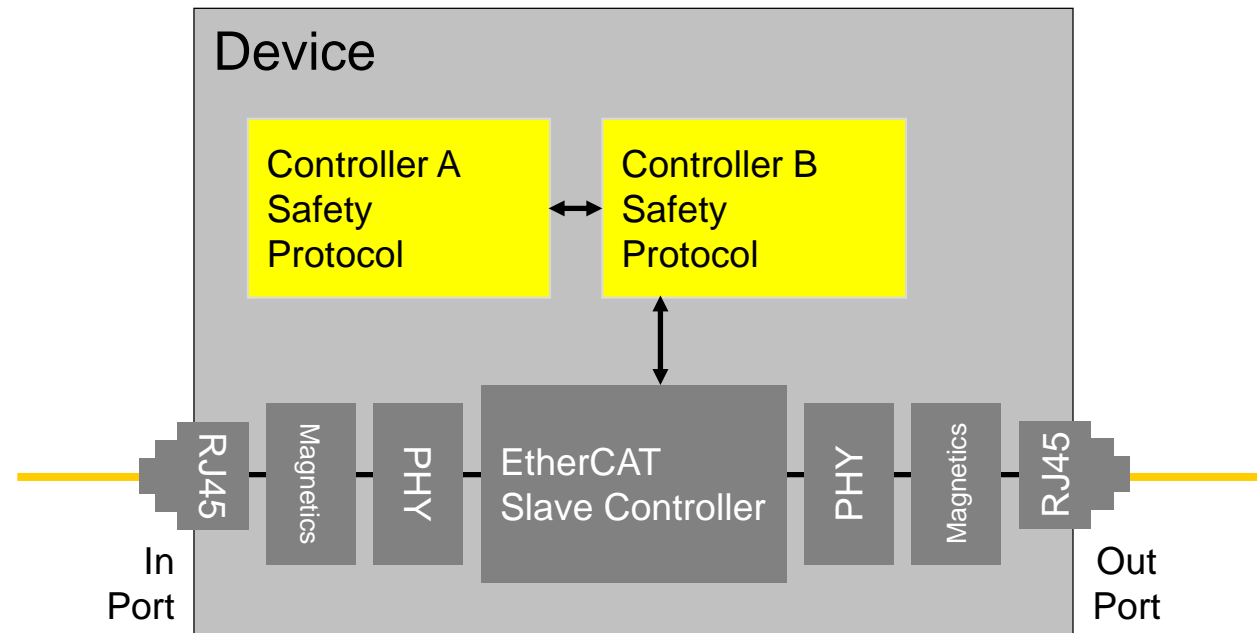 Device
Controller A
Safety
Protocol
Controller B
Safety
Protocol
RJ45
Magnetics
PHY
EtherCAT
Slave Controller
PHY
Magnetics
RJ45
In
Port
Out
Port